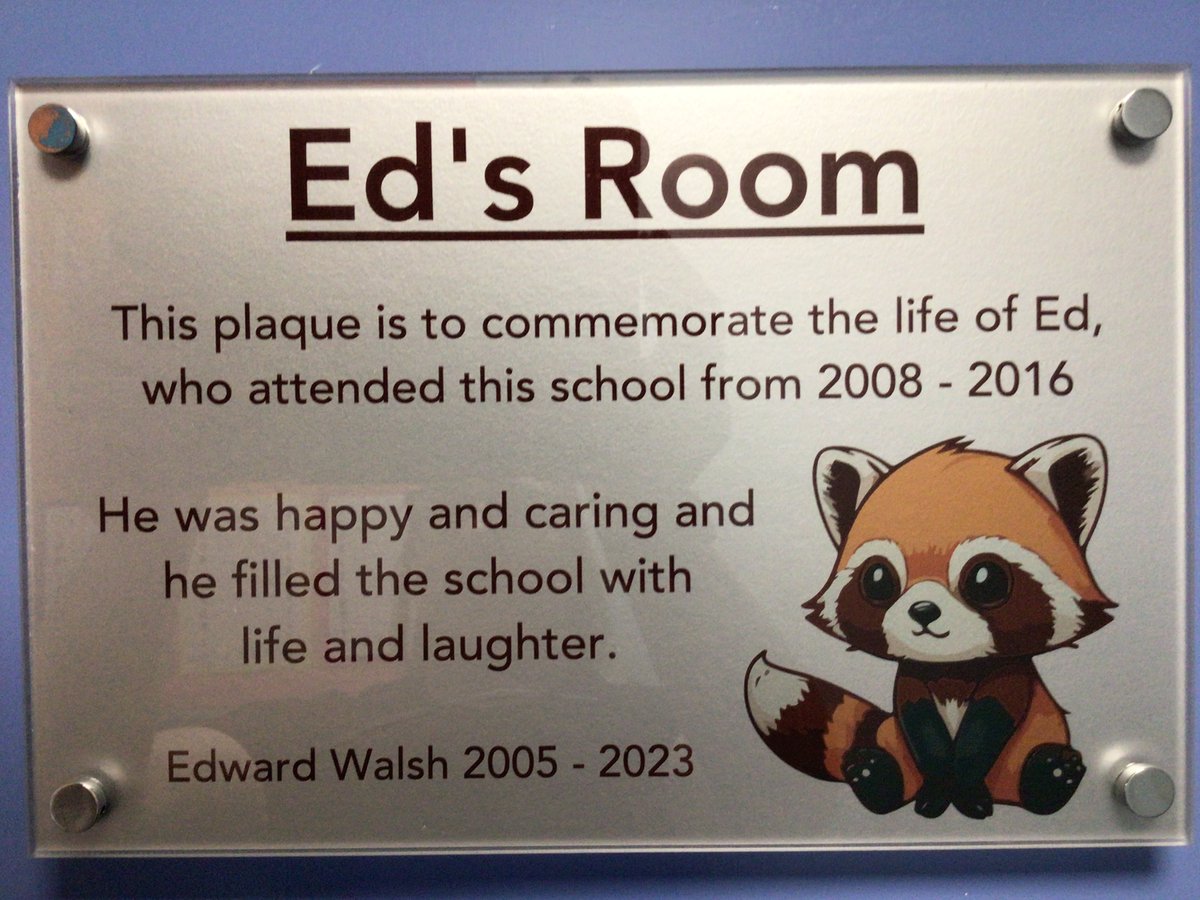 Ed's Room
This plaque is to commemorate the life of Ed,
who attended this school from 2008 - 2016
He was happy and caring and
he filled the school with
life and laughter.
Edward Walsh 2005 - 2023